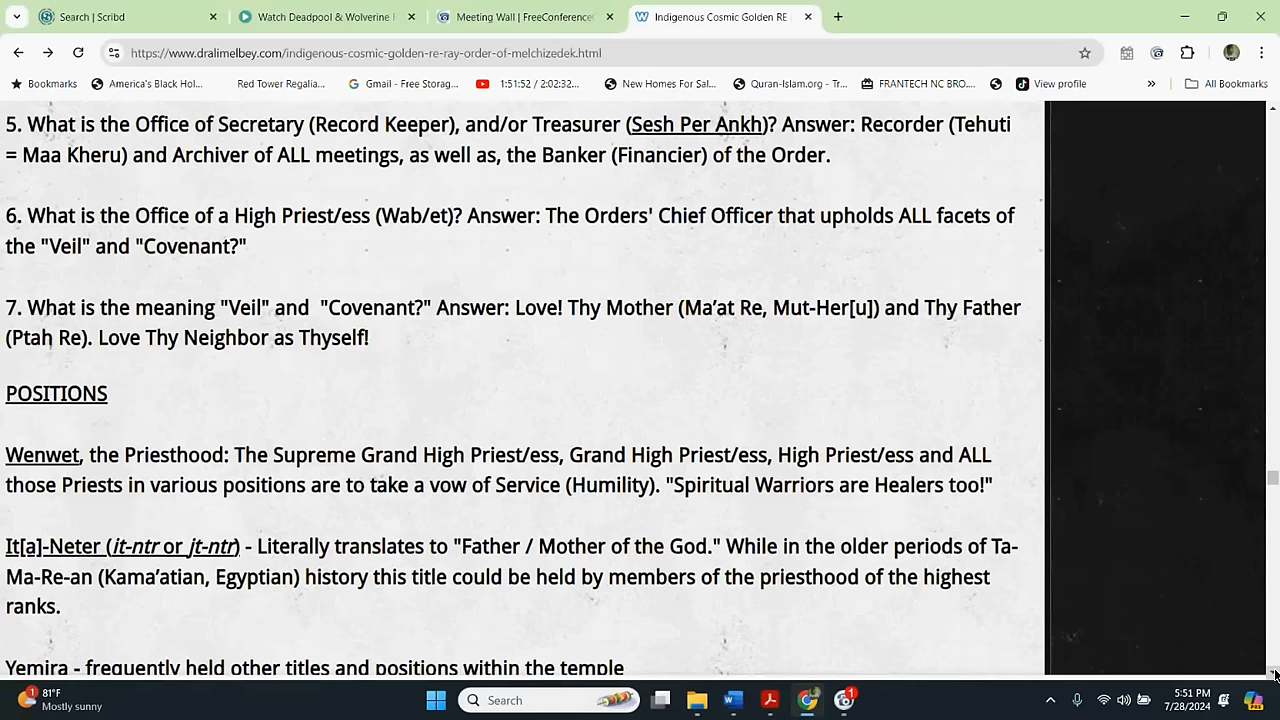 Search | Scribd
Watch Deadpool & Wolverine
Meeting Wall | FreeConference
Indigenous Cosmic Golden RE
https://www.dralimelbey.com/indigenous-cosmic-golden-re-ray-order-of-melchizedek.html
Bookmarks
America's Black Hol...
Red Tower Regalia...
Gmail - Free Storag...
1:51:52 / 2:02:32...
New Homes For Sal...
Quran-Islam.org - Tr...
FRANTECH NC BRO...
View profile
All Bookmarks
5. What is the Office of Secretary (Record Keeper), and/or Treasurer (Sesh Per Ankh)? Answer: Recorder (Tehuti
= Maa Kheru) and Archiver of ALL meetings, as well as, the Banker (Financier) of the Order.
6. What is the Office of a High Priest/ess (Wab/et)? Answer: The Orders' Chief Officer that upholds ALL facets of
the "Veil" and "Covenant?"
7. What is the meaning "Veil" and "Covenant?" Answer: Love! Thy Mother (Ma’at Re, Mut-Her[u]) and Thy Father
(Ptah Re). Love Thy Neighbor as Thyself!
POSITIONS
Wenwet, the Priesthood: The Supreme Grand High Priest/ess, Grand High Priest/ess, High Priest/ess and ALL
those Priests in various positions are to take a vow of Service (Humility). "Spiritual Warriors are Healers too!"
It[a]-Neter (it-ntr or jt-ntr) - Literally translates to "Father / Mother of the God." While in the older periods of Ta-
Ma-Re-an (Kama’atian, Egyptian) history this title could be held by members of the priesthood of the highest
ranks.
Yemira - frequently held other titles and positions within the temple
1
81°F
Mostly sunny
Search
1
5:51 PM
7/28/2024